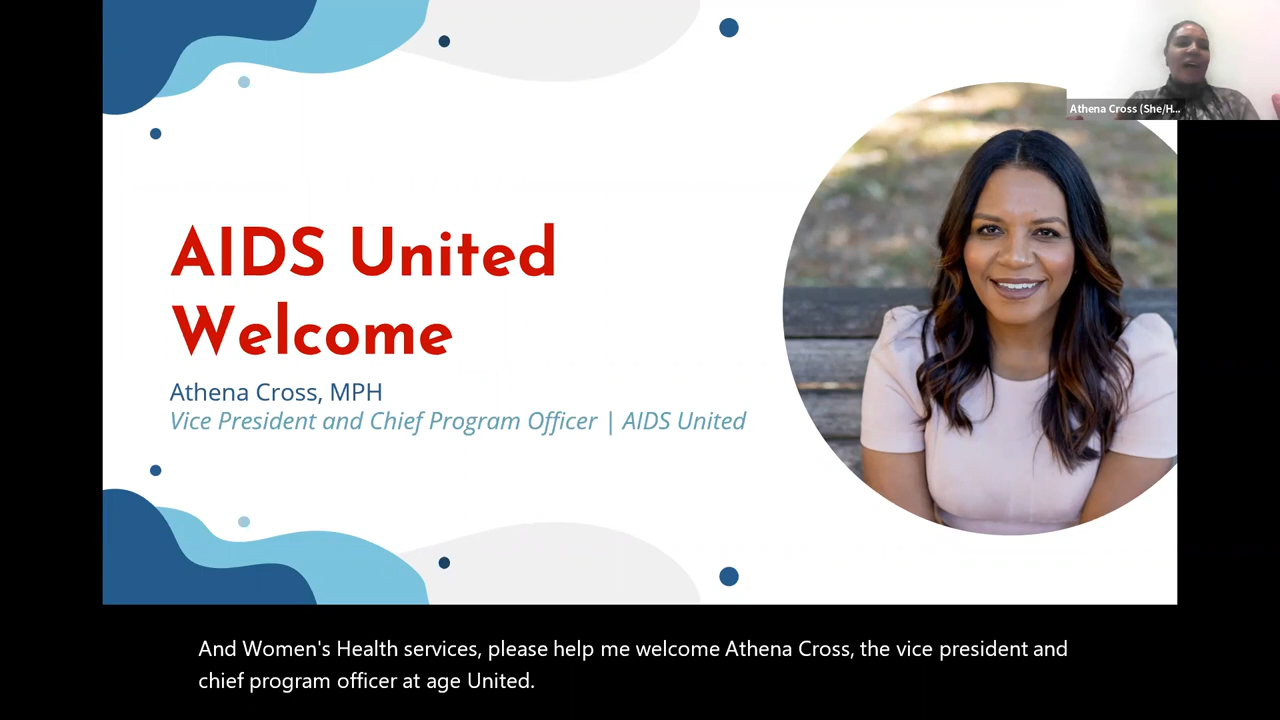 Athena Cross (She/H...
AIDS United
Welcome
Athena Cross, MPH
Vice President and Chief Program Officer | AIDS United
And Women's Health services, please help me welcome Athena Cross, the vice president and
chief program officer at age United.